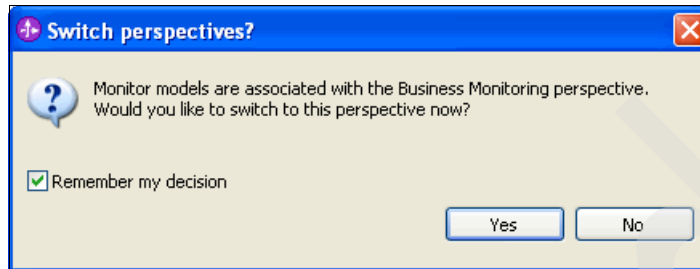 Switch perspectives?
Monitor models are associated with the Business Monitoring perspective.
Would you like to switch to this perspective now?
Remember my decision
Yes No